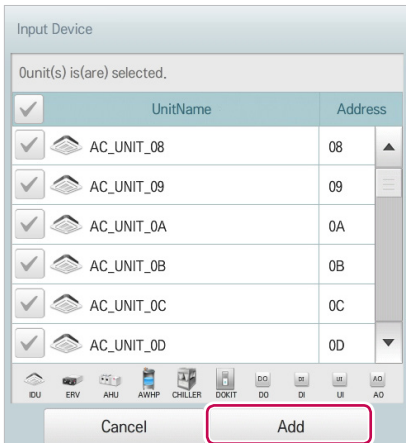 Input Device
0unit(s) is(are) selected.
UnitName Address
AC_UNIT_08 08
AC_UNIT_09 09
AC_UNIT_0A 0A
AC_UNIT_0B 0B
AC_UNIT_0C 0C
AC_UNIT_0D 0D
DO DI UI AO
IDU ERV AHU AWHP CHILLER DOKIT DO DI UI AO
Cancel Add